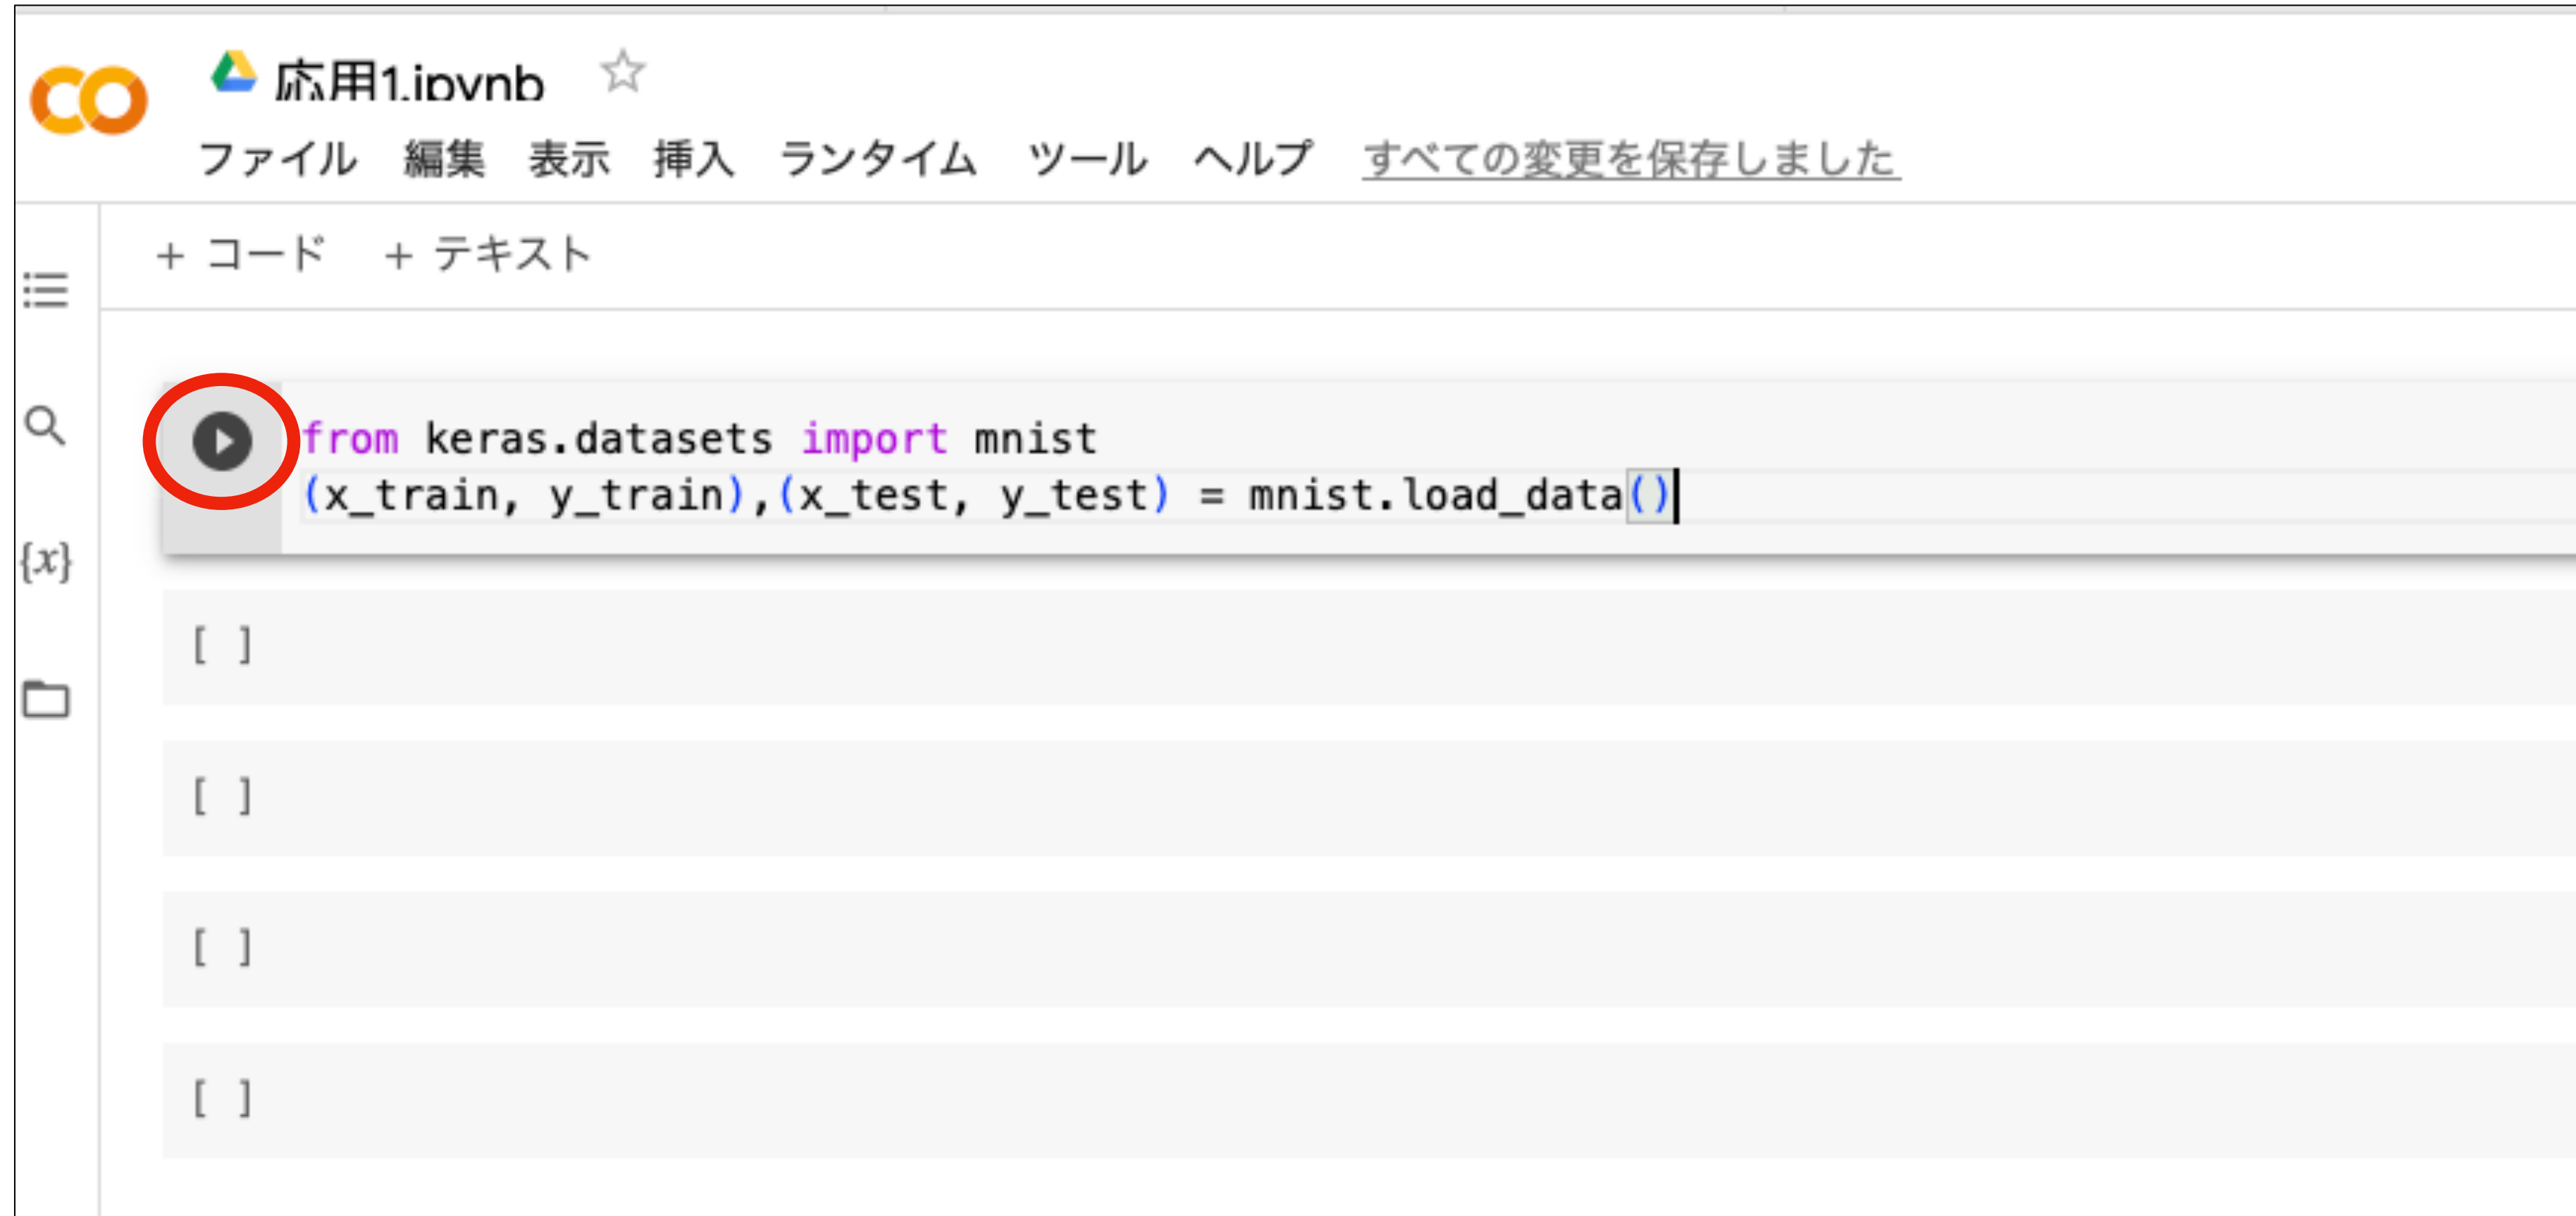 応用1.ipynb
ファイル 編集 表示 挿入 ランタイム ツール ヘルプ すべての変更を保存しました
+ コード + テキスト
from keras.datasets import mnist
(x_train, y_train),(x_test, y_test) = mnist.load_data()
{x}
[ ]
[ ]
[ ]
[ ]